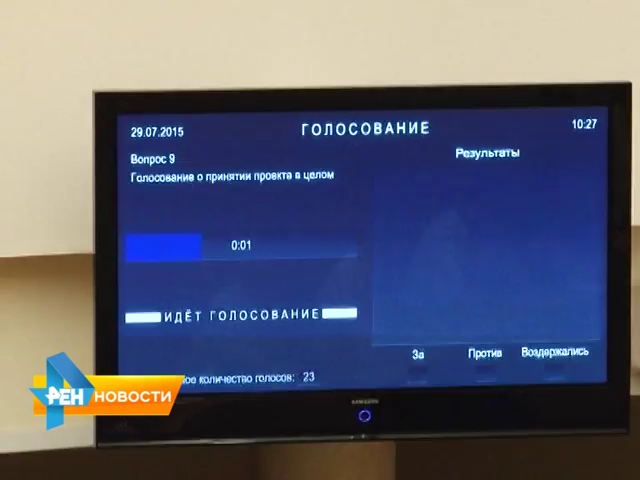 29.07.2015
ГОЛОСОВАНИЕ
10:27
Вопрос 9
Голосование о принятии проекта в целом
Результаты
0:01
ИДЁТ ГОЛОСОВАНИЕ
За
Против
Воздержались
количество голосов: 23
SAMSUNG
РЕН НОВОСТИ